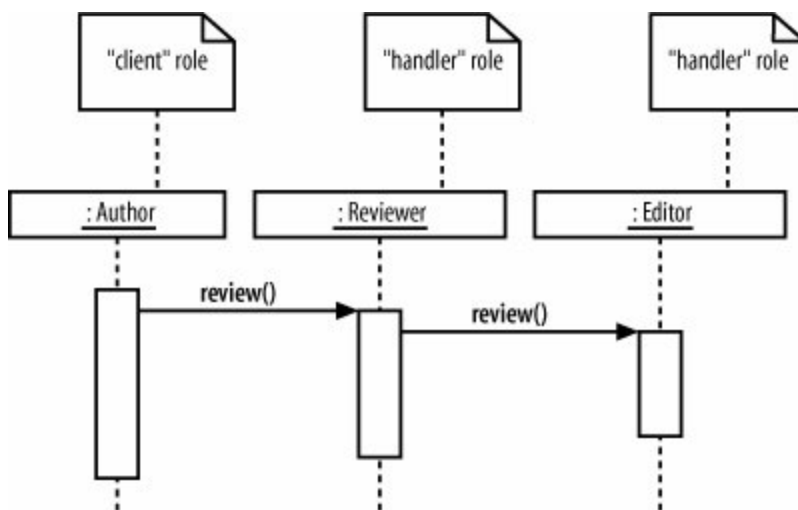 "client" role
"handler" role
"handler" role
: Author
: Reviewer
: Editor
review()
review()